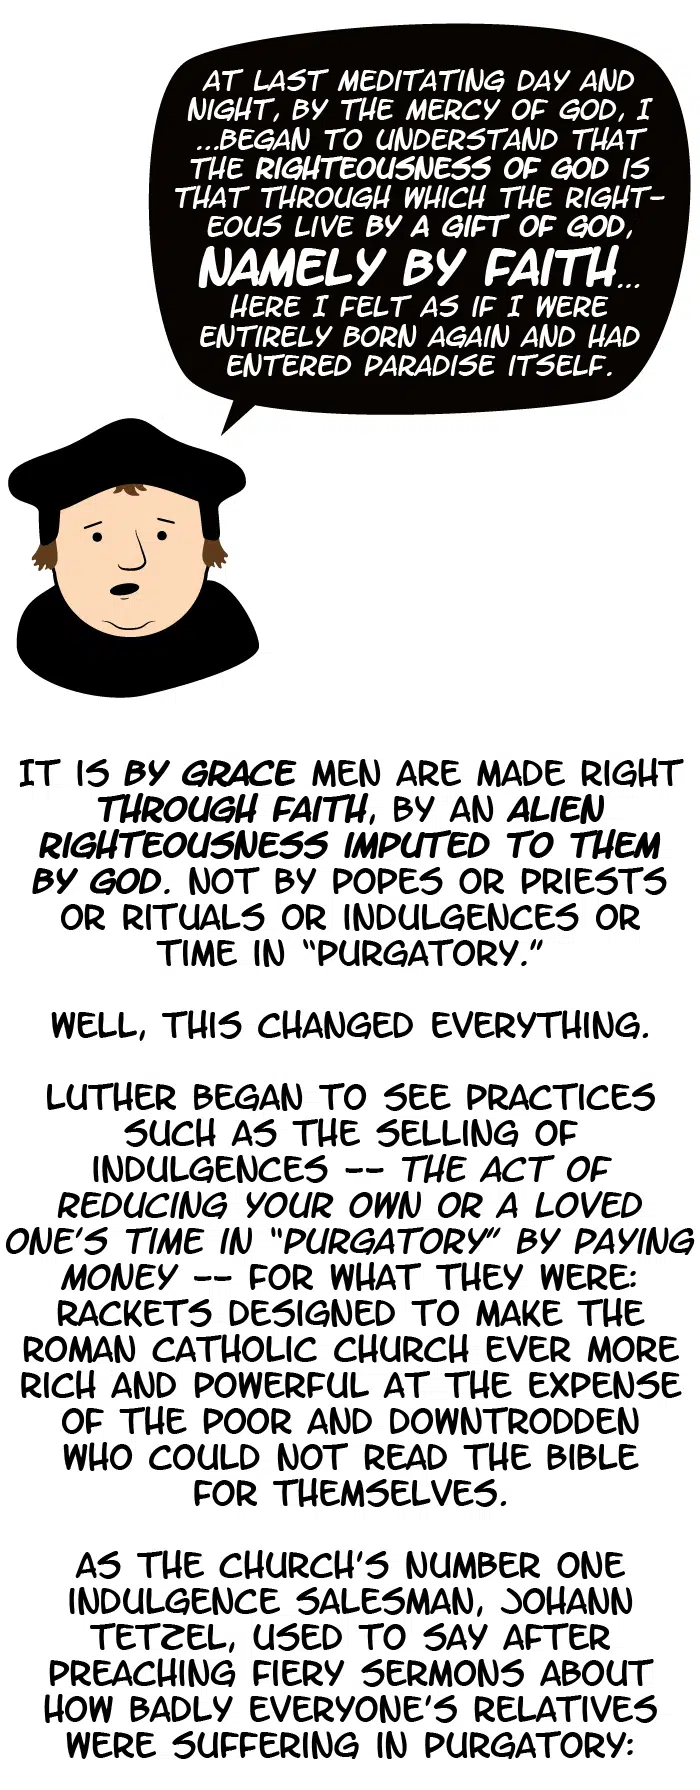 AT LAST MEDITATING DAY AND
NIGHT, BY THE MERCY OF GOD, I
...BEGAN TO UNDERSTAND THAT
THE RIGHTEOUSNESS OF GOD IS
THAT THROUGH WHICH THE RIGHT-
EOUS LIVE BY A GIFT OF GOD,
NAMELY BY FAITH...
HERE I FELT AS IF I WERE
ENTIRELY BORN AGAIN AND HAD
ENTERED PARADISE ITSELF.
IT IS BY GRACE MEN ARE MADE RIGHT
THROUGH FAITH, BY AN ALIEN
RIGHTEOUSNESS IMPUTED TO THEM
BY GOD. NOT BY POPES OR PRIESTS
OR RITUALS OR INDULGENCES OR
TIME IN "PURGATORY."
WELL, THIS CHANGED EVERYTHING.
LUTHER BEGAN TO SEE PRACTICES
SUCH AS THE SELLING OF
INDULGENCES -- THE ACT OF
REDUCING YOUR OWN OR A LOVED
ONE'S TIME IN "PURGATORY" BY PAYING
MONEY -- FOR WHAT THEY WERE:
RACKETS DESIGNED TO MAKE THE
ROMAN CATHOLIC CHURCH EVER MORE
RICH AND POWERFUL AT THE EXPENSE
OF THE POOR AND DOWNTRODDEN
WHO COULD NOT READ THE BIBLE
FOR THEMSELVES.
AS THE CHURCH'S NUMBER ONE
INDULGENCE SALESMAN, JOHANN
TETZEL, USED TO SAY AFTER
PREACHING FIERY SERMONS ABOUT
HOW BADLY EVERYONE'S RELATIVES
WERE SUFFERING IN PURGATORY: